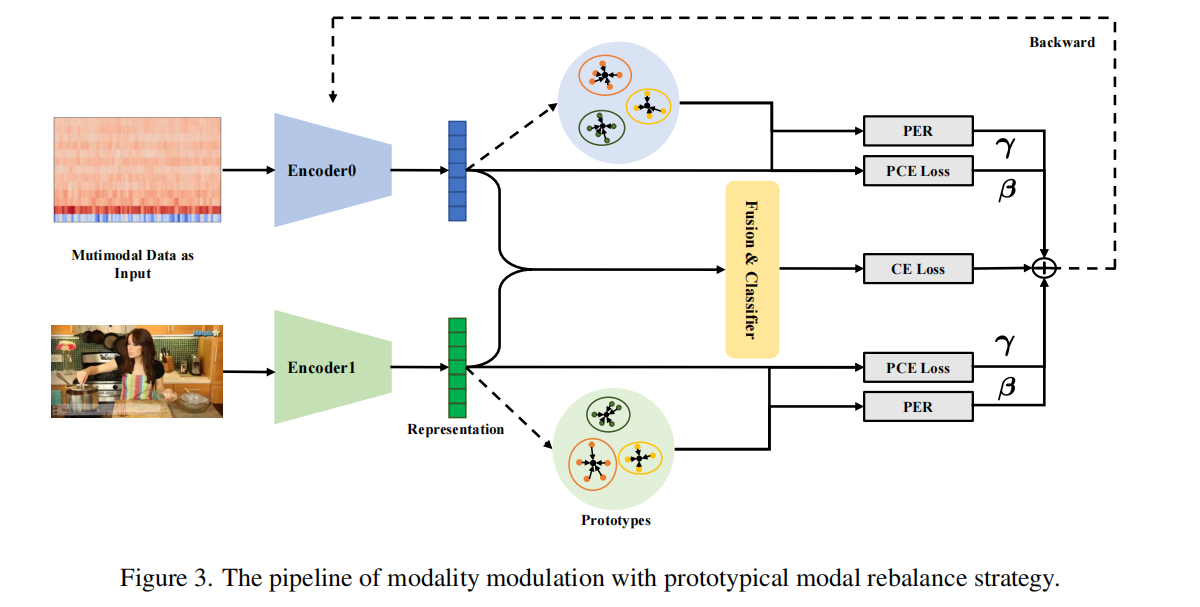 Backward
PER
γ
Encoder0
PCE Loss
β
Mutimodal Data as
Input
Fusion & Classifier
CE Loss
γ
Encoder1
PCE Loss
β
PER
Representation
Prototypes
Figure 3. The pipeline of modality modulation with prototypical modal rebalance strategy.